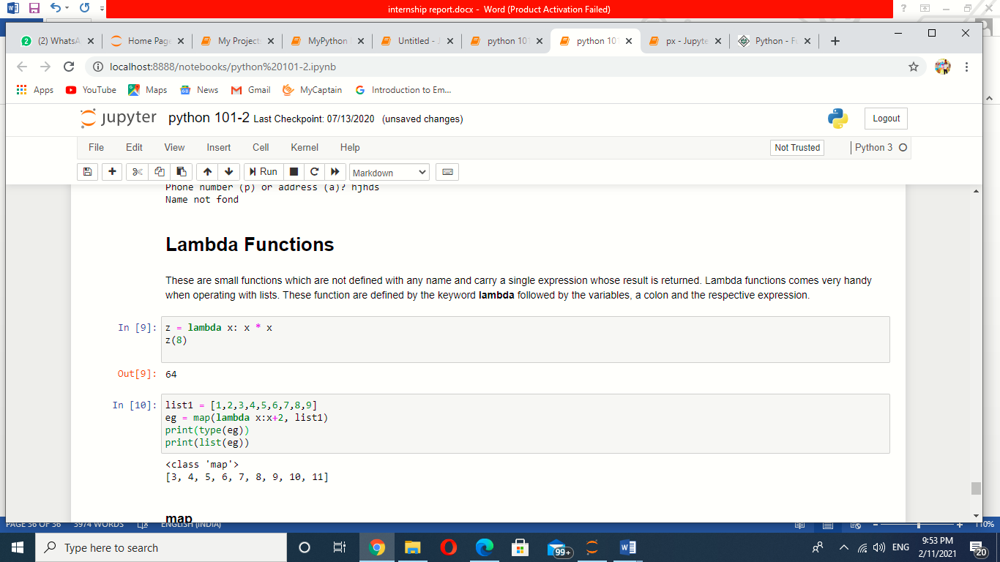 internship report.docx - Word (Product Activation Failed)
(2) WhatsA
Home Page
My Project
MyPython
Untitled - J
python 10
python 10
px - Jupyte
Python - Fu
localhost:8888/notebooks/python%20101-2.ipynb
Apps YouTube Maps News Gmail MyCaptain Introduction to Em...
jupyter python 101-2 Last Checkpoint: 07/13/2020 (unsaved changes)
Logout
File Edit View Insert Cell Kernel Help
Not Trusted
Python 3
Run
Markdown
Phone number (p) or address (a)? hjhds
Name not fond
Lambda Functions
These are small functions which are not defined with any name and carry a single expression whose result is returned. Lambda functions comes very handy
when operating with lists. These function are defined by the keyword lambda followed by the variables, a colon and the respective expression.
In [9]: z = lambda x: x * x
z(8)
Out[9]: 64
In [10]: list1 = [1,2,3,4,5,6,7,8,9]
eg = map(lambda x:x+2, list1)
print(type(eg))
print(list(eg))
<class 'map'>
[3, 4, 5, 6, 7, 8, 9, 10, 11]
map
PAGE 36 OF 36 3974 WORDS ENGLISH (INDIA)
110%
Type here to search
99+
ENG
9:53 PM
2/11/2021
20